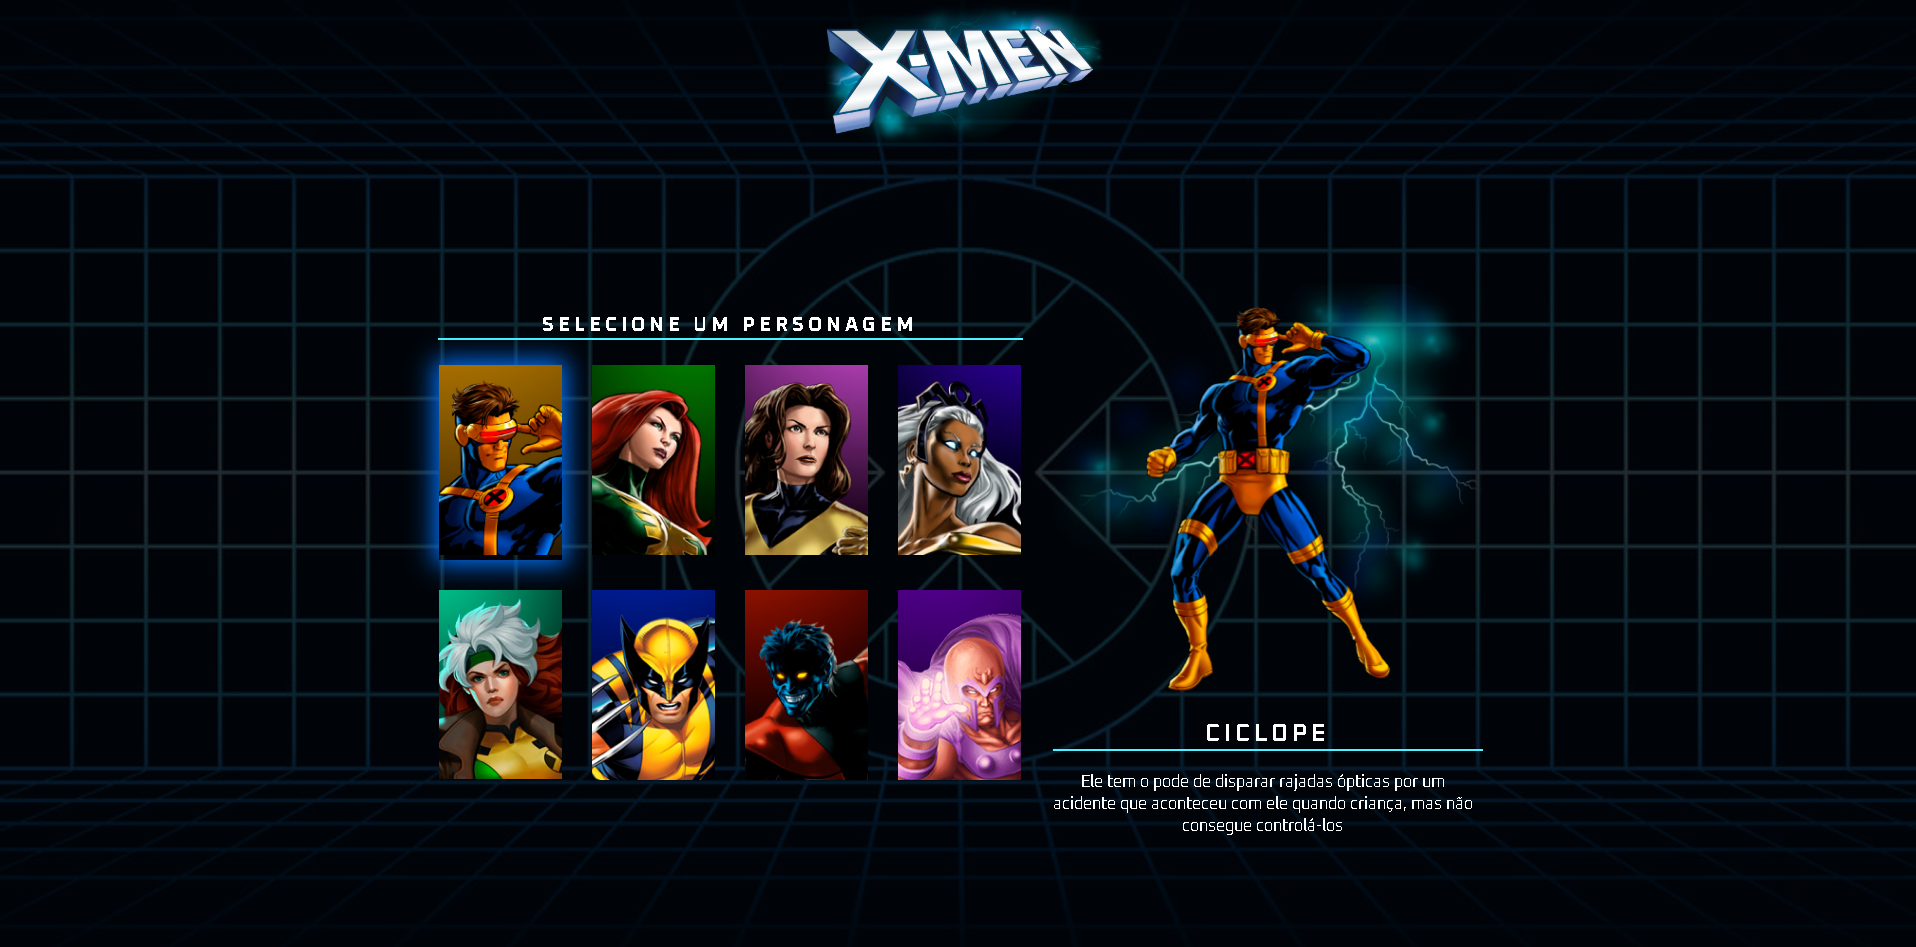 X-MEN
SELECIONE UM PERSONAGEM
CICLOPE
Ele tem o pode de disparar rajadas ópticas por um
acidente que aconteceu com ele quando criança, mas não
consegue controlá-los